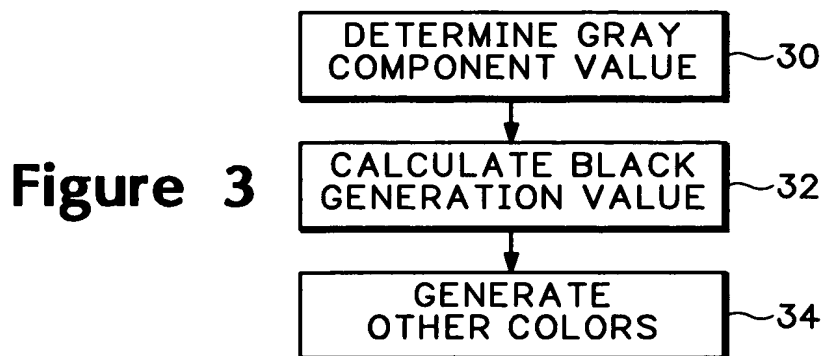 DETERMINE GRAY
COMPONENT VALUE
30
Figure 3
CALCULATE BLACK
GENERATION VALUE
32
GENERATE
OTHER COLORS
34